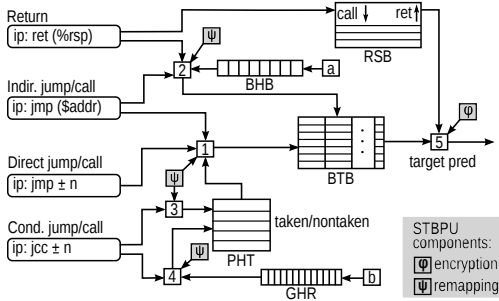 Return
ip: ret (%rsp)
call
ret
RSB
ψ
2
a
BHB
φ
5
target pred
Indir. jump/call
ip: jmp ($addr)
1
BTB
Direct jump/call
ip: jmp ± n
ψ
3
Cond. jump/call
ip: jcc ± n
taken/nontaken
PHT
ψ
4
b
GHR
STBPU
components:
φ encryption
ψ remapping